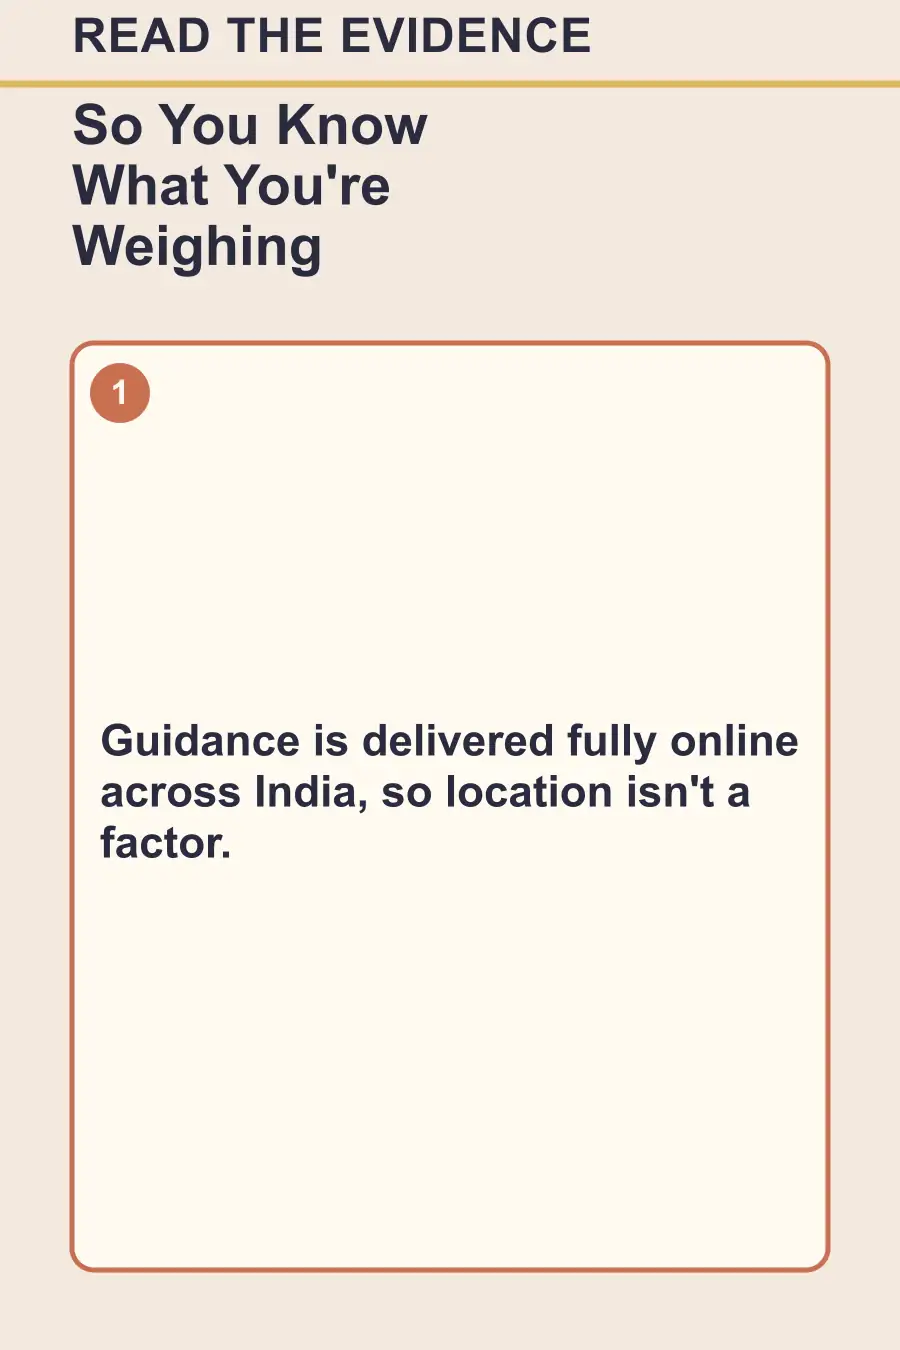 READ THE EVIDENCE
So You Know
What You're
Weighing
1
Guidance is delivered fully online
across India, so location isn't a
factor.